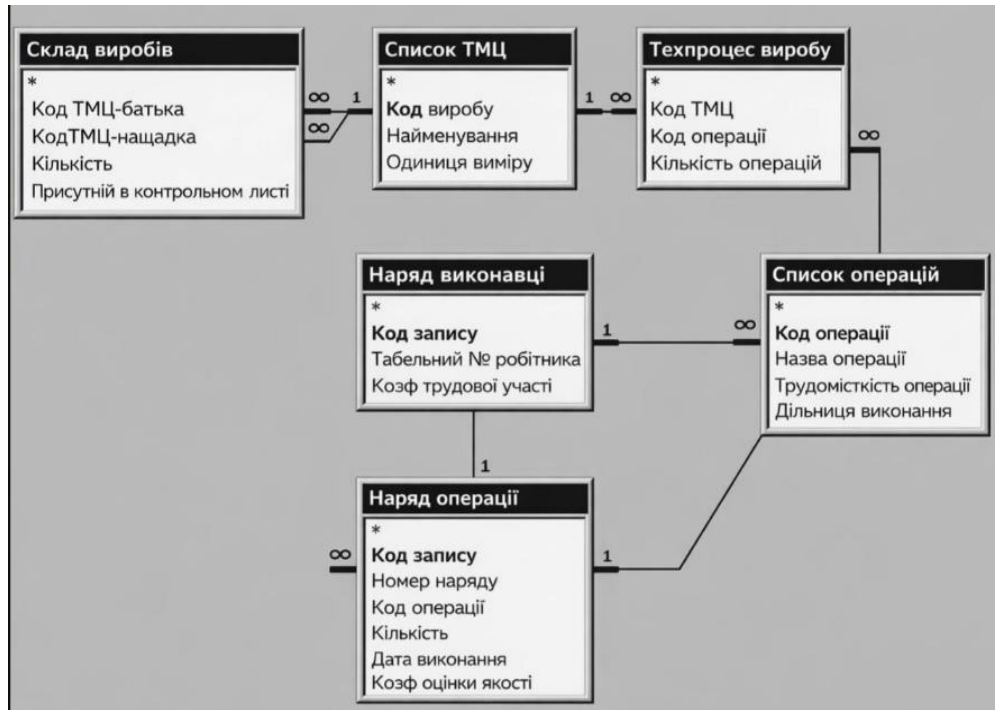 Склад виробів
*
Код ТМЦ-батька
КодТМЦ-нащадка
Кількість
Присутній в контрольном листі
∞
∞
1
Список ТМЦ
*
Код виробу
Найменування
Одиниця виміру
1
∞
Техпроцес виробу
*
Код ТМЦ
Код операції
Кількість операцій
∞
Наряд виконавці
*
Код запису
Табельний № робітника
Коэф трудової участі
1
∞
Список операцій
*
Код операції
Назва операції
Трудомісткість операції
Дільниця виконання
1
Наряд операції
*
Код запису
Номер наряду
Код операції
Кількість
Дата виконання
Коэф оцінки якості
∞
1